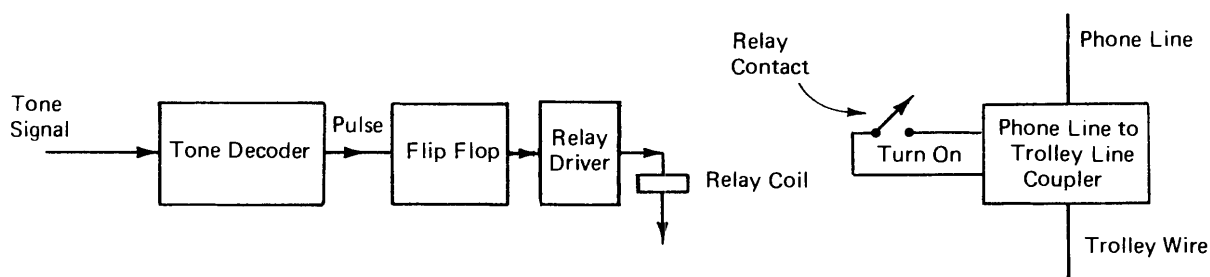 Tone
Signal
Tone Decoder
Pulse
Flip Flop
Relay
Driver
Relay Coil
Relay
Contact
Turn On
Phone Line
Phone Line to
Trolley Line
Coupler
Trolley Wire